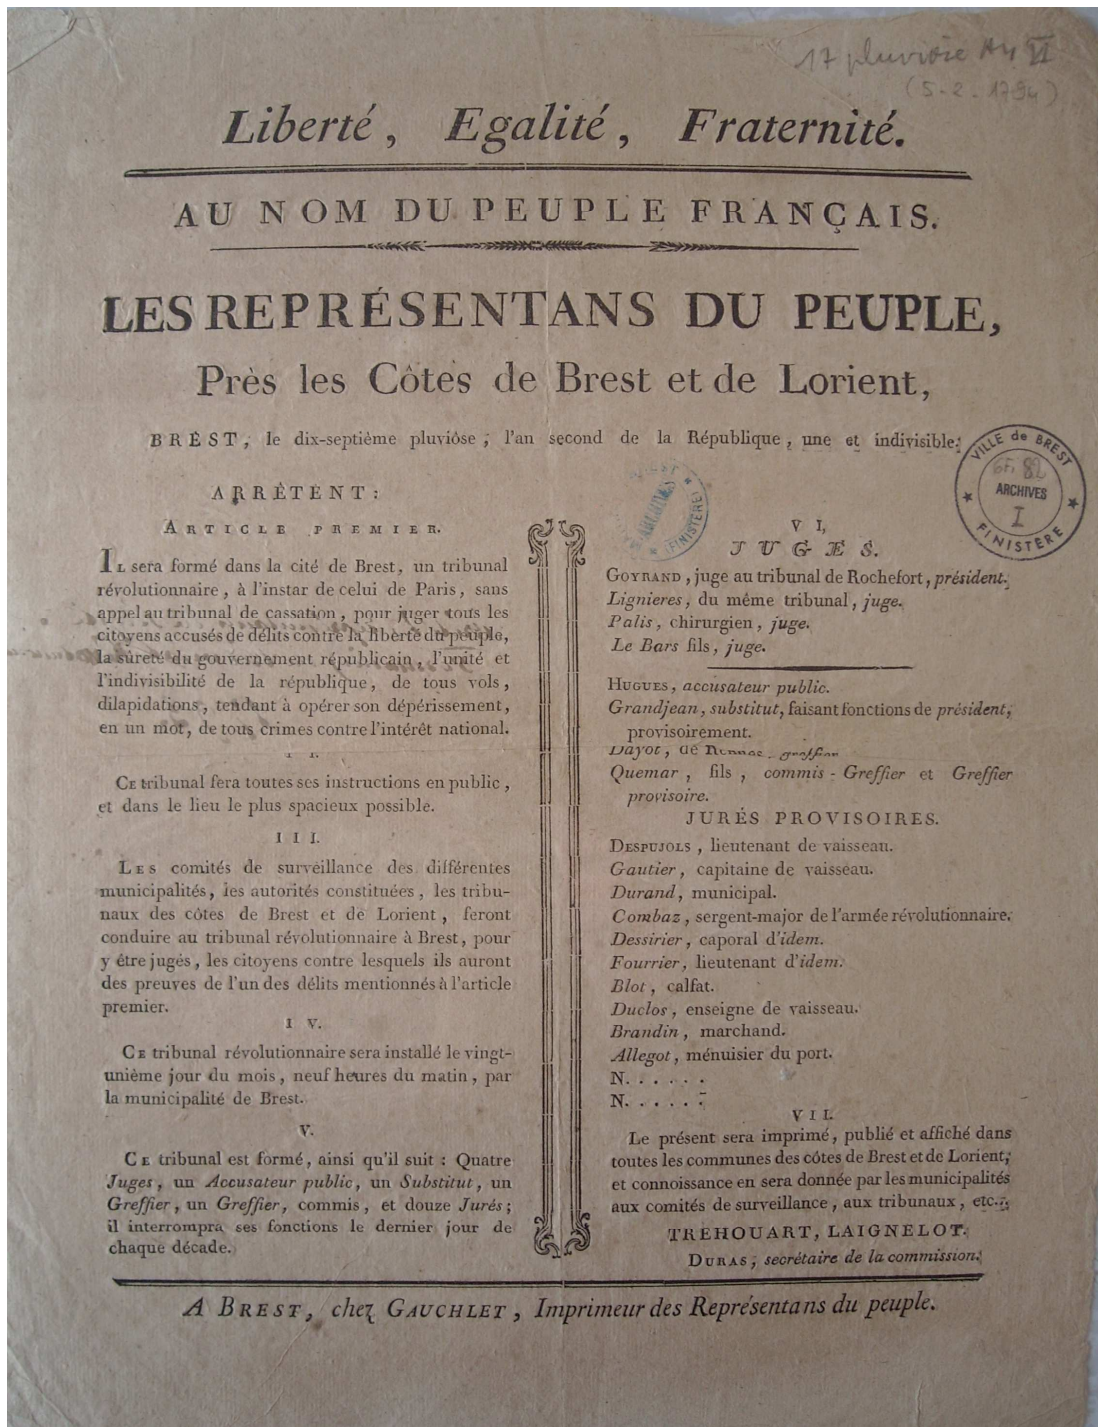 17 pluviôse An II
(5-2-1794)
Liberté, Egalité, Fraternité.
AU NOM DU PEUPLE FRANÇAIS.
LES REPRÉSENTANS DU PEUPLE,
Près les Côtes de Brest et de Lorient,
BREST, le dix-septième pluviôse, l'an second de la République, une et indivisible.
VILLE de BREST
6Fi 82
ARCHIVES
I
FINISTÈRE
ARRÊTENT:
ARTICLE PREMIER.
IL sera formé dans la cité de Brest, un tribunal
révolutionnaire, à l'instar de celui de Paris, sans
appel au tribunal de cassation, pour juger tous les
citoyens accusés de délits contre la liberté du peuple,
la sûreté du gouvernement républicain, l'unité et
l'indivisibilité de la république, de tous vols,
dilapidations, tendant à opérer son dépérissement,
en un mot, de tous crimes contre l'intérêt national.
II.
CE tribunal fera toutes ses instructions en public,
et dans le lieu le plus spacieux possible.
III.
LES comités de surveillance des différentes
municipalités, les autorités constituées, les tribu-
naux des côtes de Brest et de Lorient, feront
conduire au tribunal révolutionnaire à Brest, pour
y être jugés, les citoyens contre lesquels ils auront
des preuves de l'un des délits mentionnés à l'article
premier.
IV.
CE tribunal révolutionnaire sera installé le vingt-
unième jour du mois, neuf heures du matin, par
la municipalité de Brest.
V.
CE tribunal est formé, ainsi qu'il suit : Quatre
Juges, un Accusateur public, un Substitut, un
Greffier, un Greffier, commis, et douze Jurés;
il interrompra ses fonctions le dernier jour de
chaque décade.
FINISTÈRE
VI,
JUGES.
GOYRAND, juge au tribunal de Rochefort, président.
Lignieres, du même tribunal, juge.
Palis, chirurgien, juge.
Le Bars fils, juge.
HUGUES, accusateur public.
Grandjean, substitut, faisant fonctions de président,
provisoirement.
Dayot, de greffier
Quemar, fils, commis-Greffier et Greffier
provisoire.
JURÉS PROVISOIRES.
DESPUJOLS, lieutenant de vaisseau.
Gautier, capitaine de vaisseau.
Durand, municipal.
Combaz, sergent-major de l'armée révolutionnaire.
Dessirier, caporal d'idem.
Fourrier, lieutenant d'idem.
Blot, calfat.
Duclos, enseigne de vaisseau.
Brandin, marchand.
Allegot, ménuisier du port.
N. . . . . .
N. . . . . .
VII.
Le présent sera imprimé, publié et affiché dans
toutes les communes des côtes de Brest et de Lorient;
et connoissance en sera donnée par les municipalités
aux comités de surveillance, aux tribunaux, etc.
TRÉHOUART, LAIGNELOT.
DURAS, secrétaire de la commission.
A BREST, chez GAUCHLET, Imprimeur des Représentans du peuple.